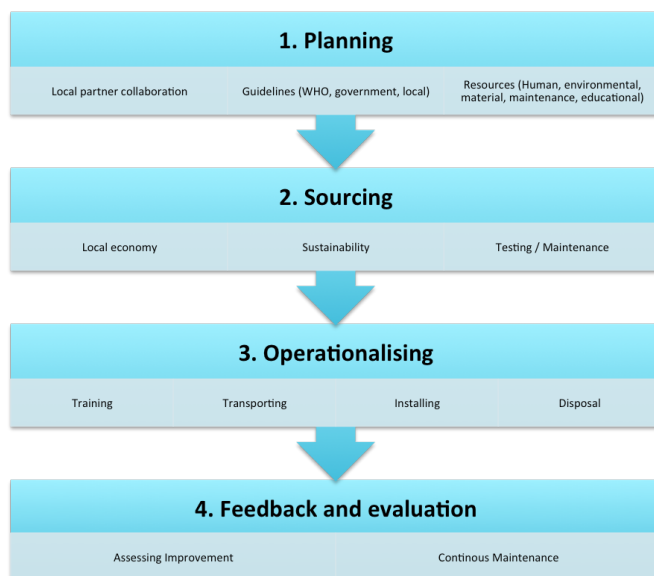 1. Planning
Local partner collaboration
Guidelines (WHO, government, local)
Resources (Human, environmental,
material, maintenance, educational)
2. Sourcing
Local economy
Sustainability
Testing / Maintenance
3. Operationalising
Training
Transporting
Installing
Disposal
4. Feedback and evaluation
Assessing Improvement
Continous Maintenance